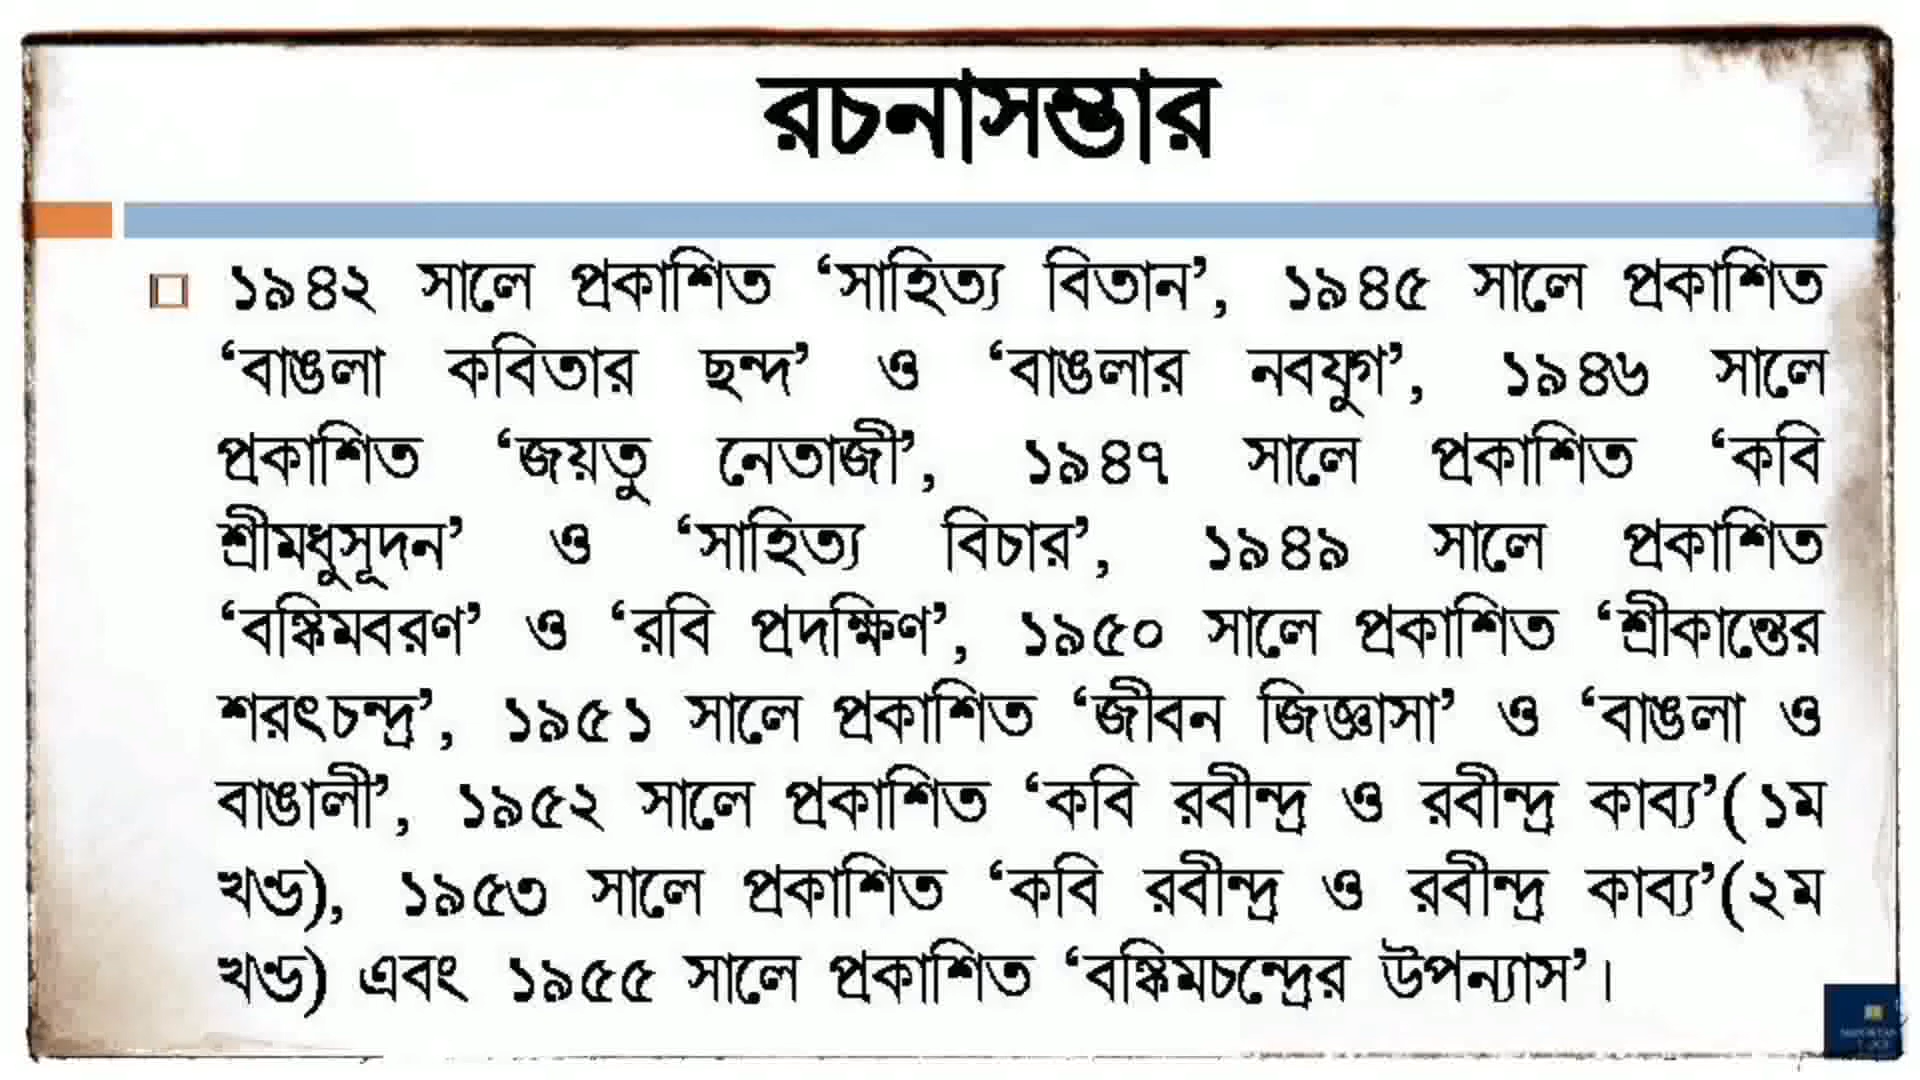 রচনাসম্ভার
১৯৪২ সালে প্রকাশিত ‘সাহিত্য বিতান’, ১৯৪৫ সালে প্রকাশিত
‘বাঙলা কবিতার ছন্দ’ ও ‘বাঙলার নবযুগ’, ১৯৪৬ সালে
প্রকাশিত ‘জয়তু নেতাজী’, ১৯৪৭ সালে প্রকাশিত ‘কবি
শ্রীমধুসূদন’ ও ‘সাহিত্য বিচার’, ১৯৪৯ সালে প্রকাশিত
‘বঙ্কিমবরণ’ ও ‘রবি প্রদক্ষিণ’, ১৯৫০ সালে প্রকাশিত ‘শ্রীকান্তের
শরৎচন্দ্র’, ১৯৫১ সালে প্রকাশিত ‘জীবন জিজ্ঞাসা’ ও ‘বাঙলা ও
বাঙালী’, ১৯৫২ সালে প্রকাশিত ‘কবি রবীন্দ্র ও রবীন্দ্র কাব্য’(১ম
খণ্ড), ১৯৫৩ সালে প্রকাশিত ‘কবি রবীন্দ্র ও রবীন্দ্র কাব্য’(২ম
খণ্ড) এবং ১৯৫৫ সালে প্রকাশিত ‘বঙ্কিমচন্দ্রের উপন্যাস’।